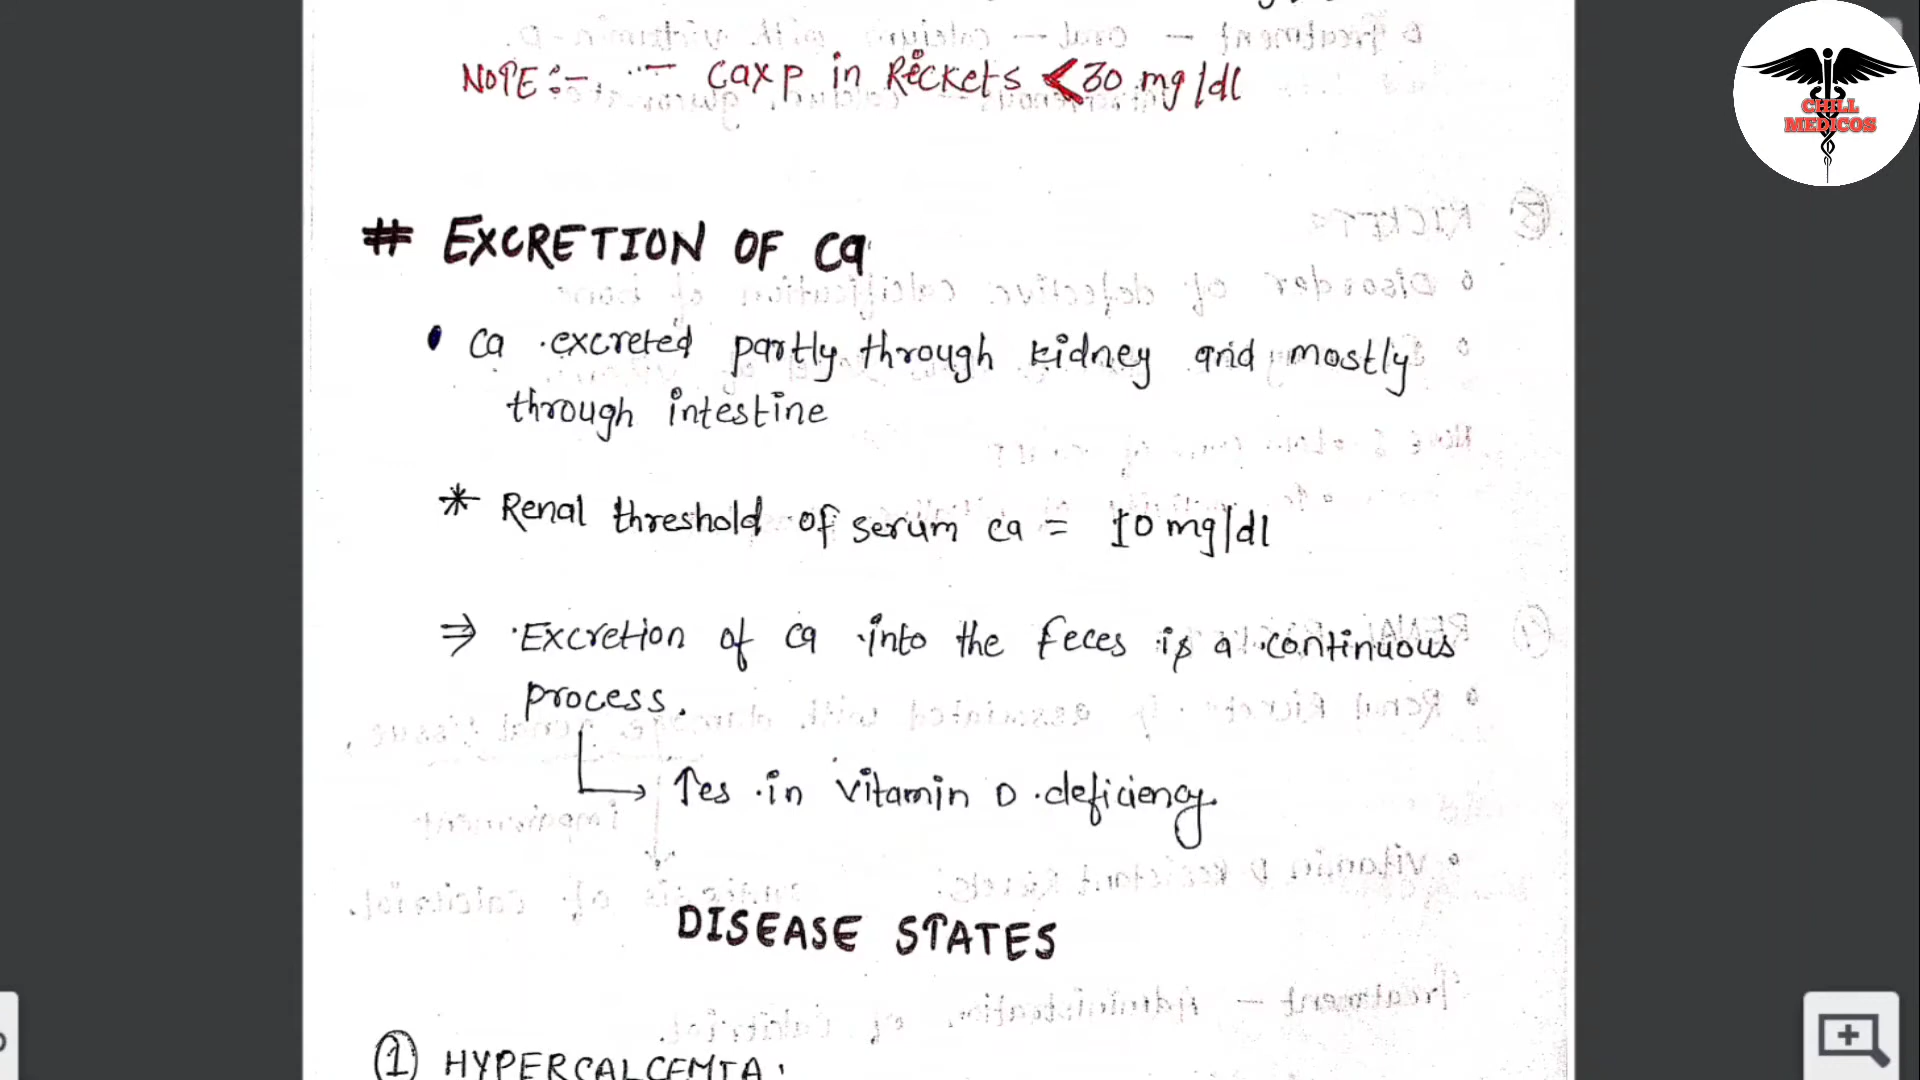 NOTE:- - caxp in Rickets <30 mg/dl
CHILL
MEDICOS
# EXCRETION OF Ca
• Ca excreted partly through kidney and mostly
through intestine
* Renal threshold of serum ca = 10 mg/dl
⇒ Excretion of ca into the feces is a continuous
process.
↑es in vitamin D deficiency.
DISEASE STATES
① HYPERCALCEMIA: